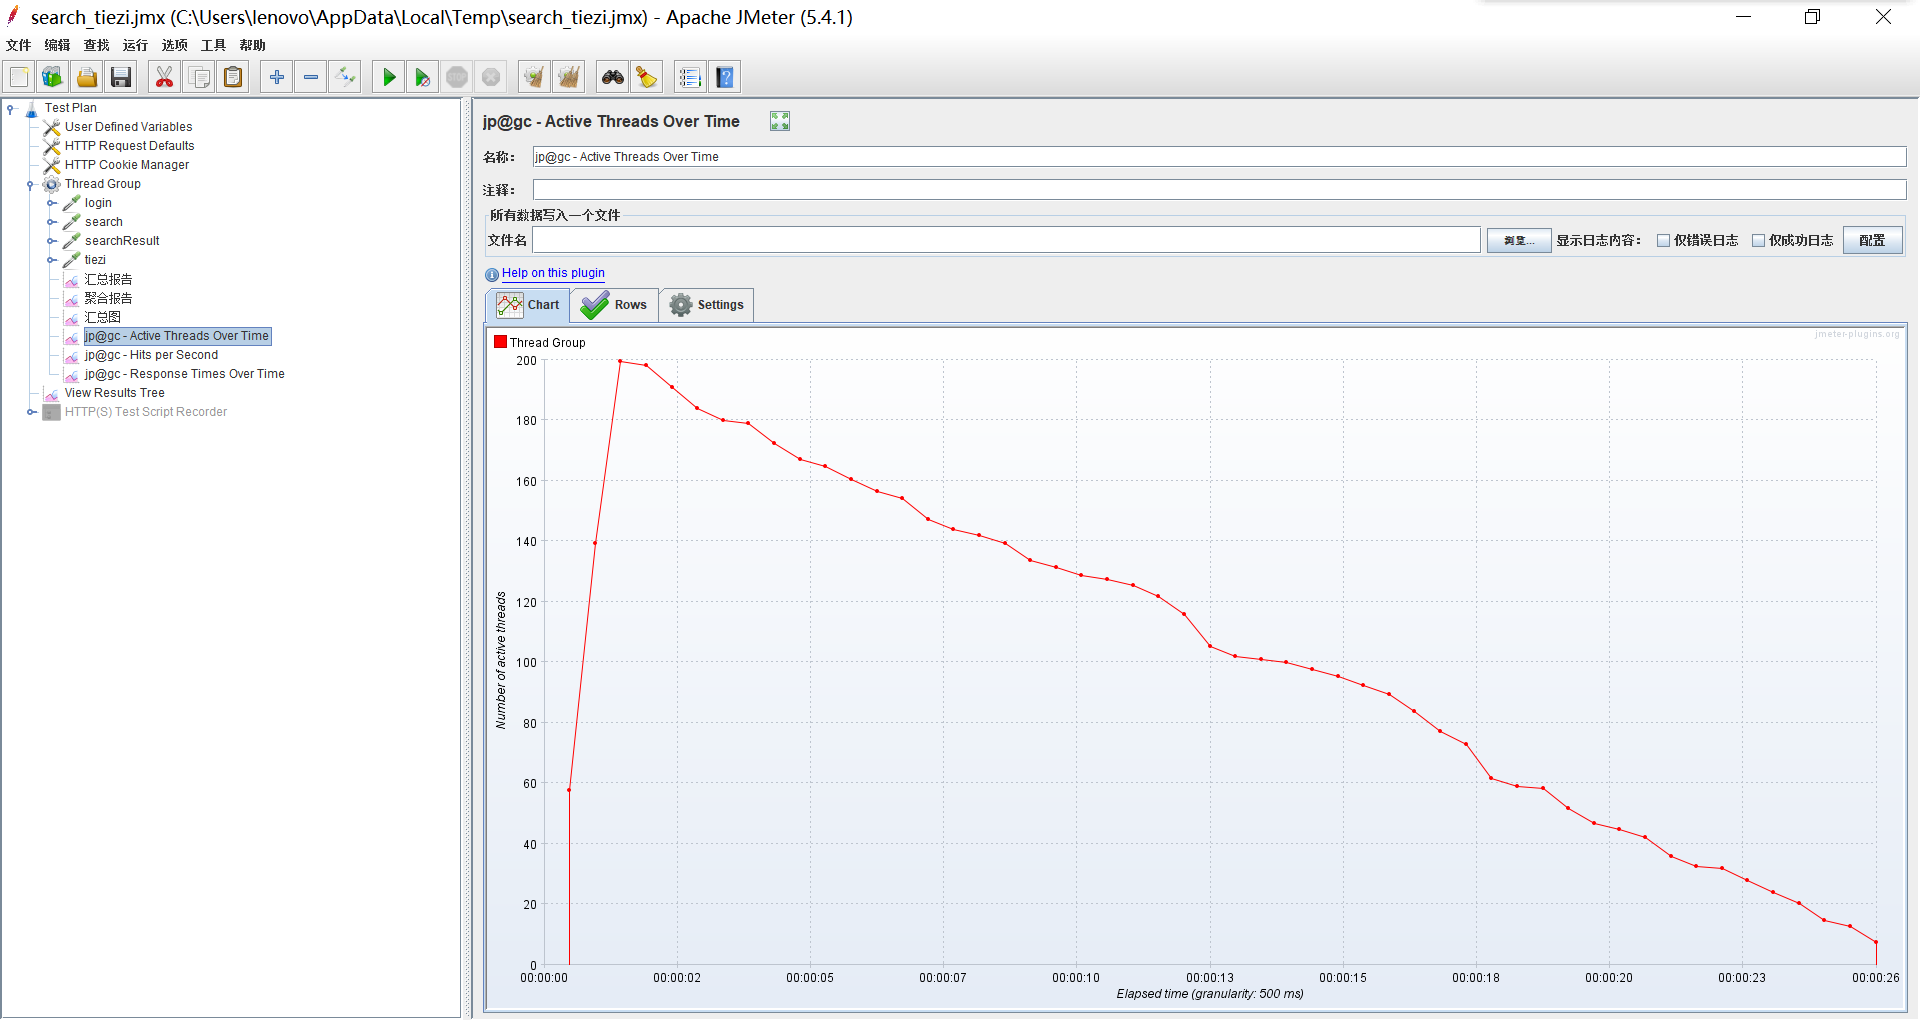 search_tiezi.jmx (C:\Users\lenovo\AppData\Local\Temp\search_tiezi.jmx) - Apache JMeter (5.4.1)
文件 编辑 查找 运行 选项 工具 帮助
STOP
Test Plan
User Defined Variables
HTTP Request Defaults
HTTP Cookie Manager
Thread Group
login
search
searchResult
tiezi
汇总报告
聚合报告
汇总图
jp@gc - Active Threads Over Time
jp@gc - Hits per Second
jp@gc - Response Times Over Time
View Results Tree
HTTP(S) Test Script Recorder
jp@gc - Active Threads Over Time
名称： jp@gc - Active Threads Over Time
注释：
所有数据写入一个文件
文件名 浏览... 显示日志内容： 仅错误日志 仅成功日志 配置
Help on this plugin
Chart Rows Settings
jmeter-plugins.org
Thread Group
200
180
160
140
120
100
80
60
40
20
0
Number of active threads
00:00:00 00:00:02 00:00:05 00:00:07 00:00:10 00:00:13 00:00:15 00:00:18 00:00:20 00:00:23 00:00:26
Elapsed time (granularity: 500 ms)